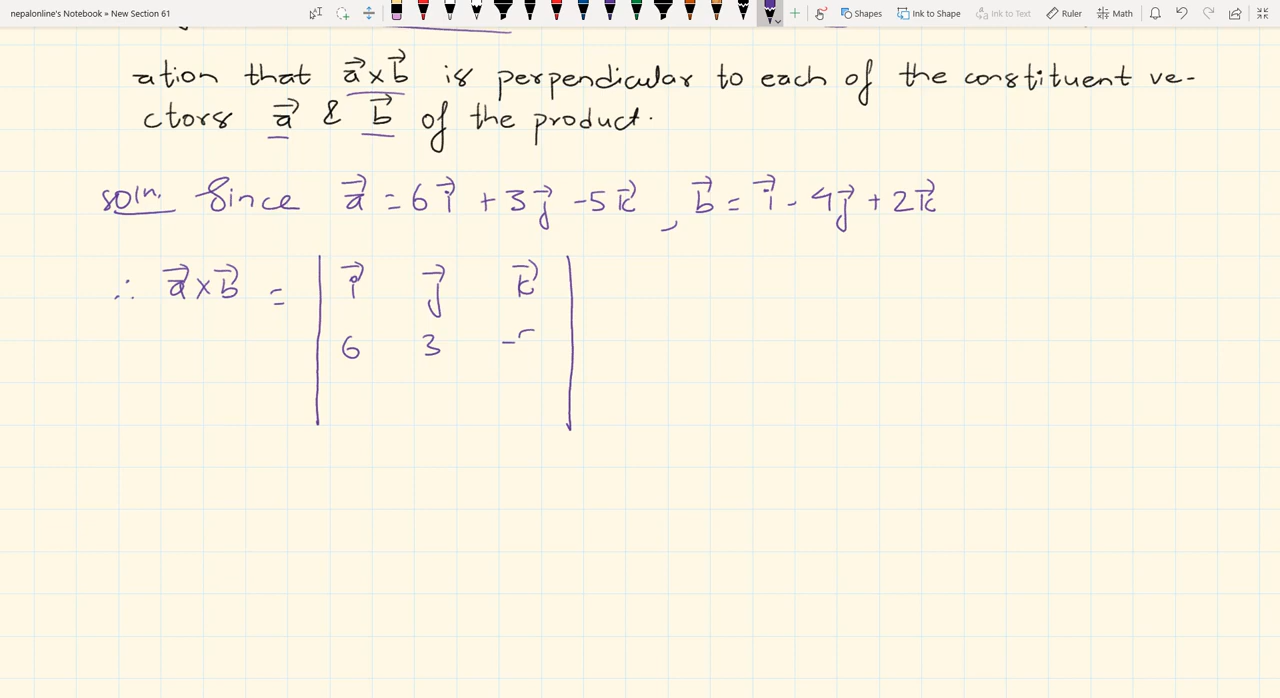 nepalonline's Notebook » New Section 61
Shapes Ink to Shape Ink to Text Ruler Math
ation that a⃗×b⃗ is perpendicular to each of the constituent ve-
ctors a⃗ & b⃗ of the product.
soln. Since a⃗ = 6i⃗ + 3j⃗ - 5k⃗ , b⃗ = i⃗ - 4j⃗ + 2k⃗
∴ a⃗×b⃗ = | i⃗ j⃗ k⃗ |
6 3 -